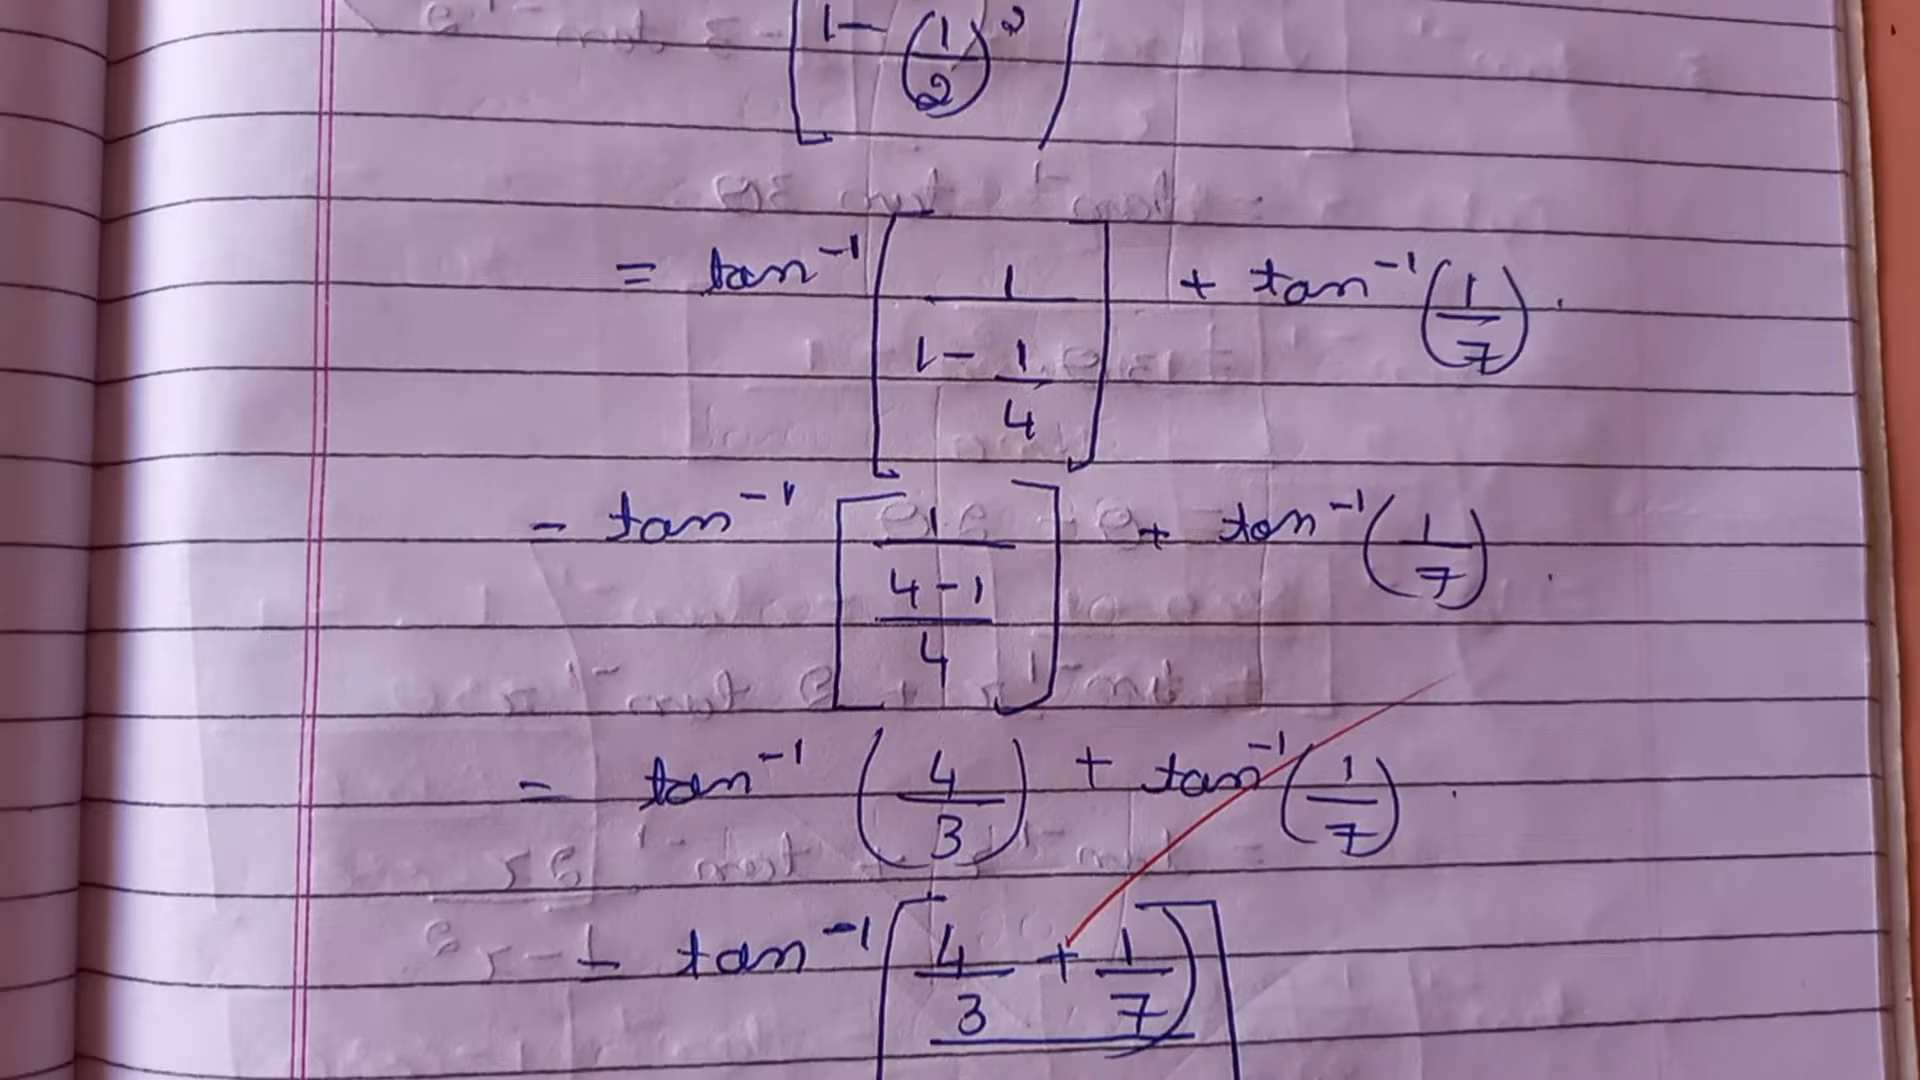 1 - (1/2)²
= tan⁻¹ [1 / (1 - 1/4)] + tan⁻¹ (1/7).
= tan⁻¹ [1 / ((4-1)/4)] + tan⁻¹ (1/7).
= tan⁻¹ (4/3) + tan⁻¹ (1/7).
= tan⁻¹ [4/3 + 1/7)]